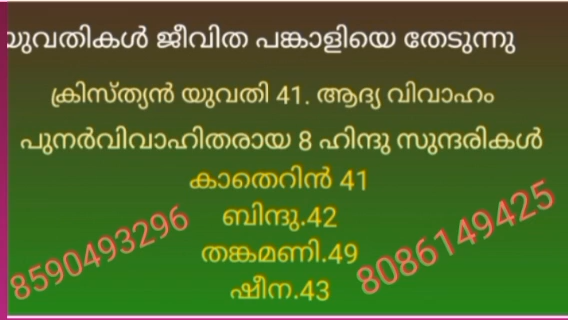 യുവതികൾ ജീവിത പങ്കാളിയെ തേടുന്നു
ക്രിസ്ത്യൻ യുവതി 41. ആദ്യ വിവാഹം
പുനർവിവാഹിതരായ 8 ഹിന്ദു സുന്ദരികൾ
കാതെറിൻ 41
ബിന്ദു.42
തങ്കമണി.49
ഷീന.43
8590493296
8086149425